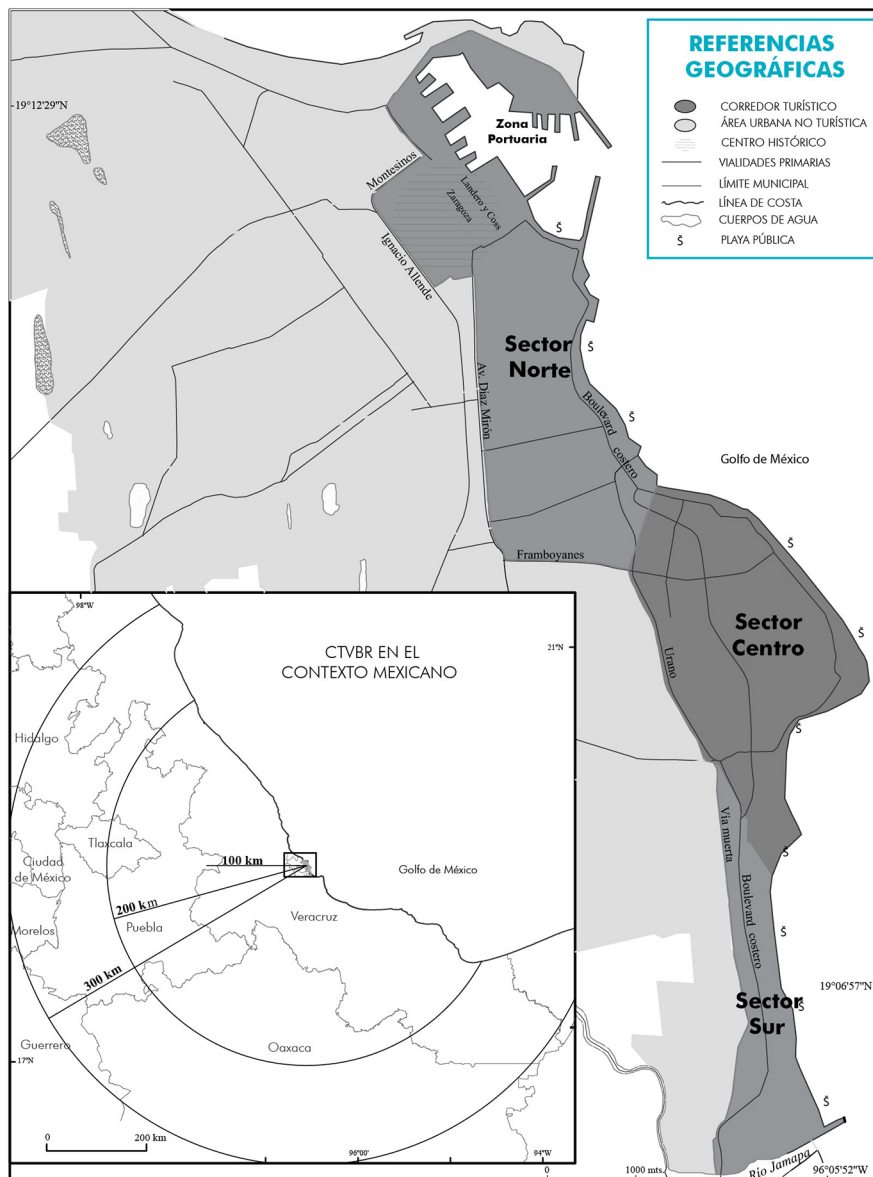 REFERENCIAS
GEOGRÁFICAS
CORREDOR TURÍSTICO
ÁREA URBANA NO TURÍSTICA
CENTRO HISTÓRICO
VIALIDADES PRIMARIAS
LÍMITE MUNICIPAL
LÍNEA DE COSTA
CUERPOS DE AGUA
Š PLAYA PÚBLICA
19°12'29"N
Zona
Portuaria
Montesinos
Landero y Coss
Zaragoza
Ignacio Allende
Š
Sector
Norte
Š
Av. Diaz Mirón
Boulevard costero
Š
Golfo de México
Framboyanes
Š
Sector
Centro
Š
Urano
Š
Vía muerta
Š
Boulevard costero
Š
19°06'57"N
Sector
Sur
Š
Š
Río Jamapa
96°05'52"W
0
1000 mts.
98°W
CTVBR EN EL
CONTEXTO MEXICANO
21°N
Hidalgo
Tlaxcala
Ciudad
de México
100 km
Golfo de México
200 km
Puebla
Veracruz
Morelos
300 km
Guerrero
Oaxaca
17°N
0
200 km
96°00'
94°W